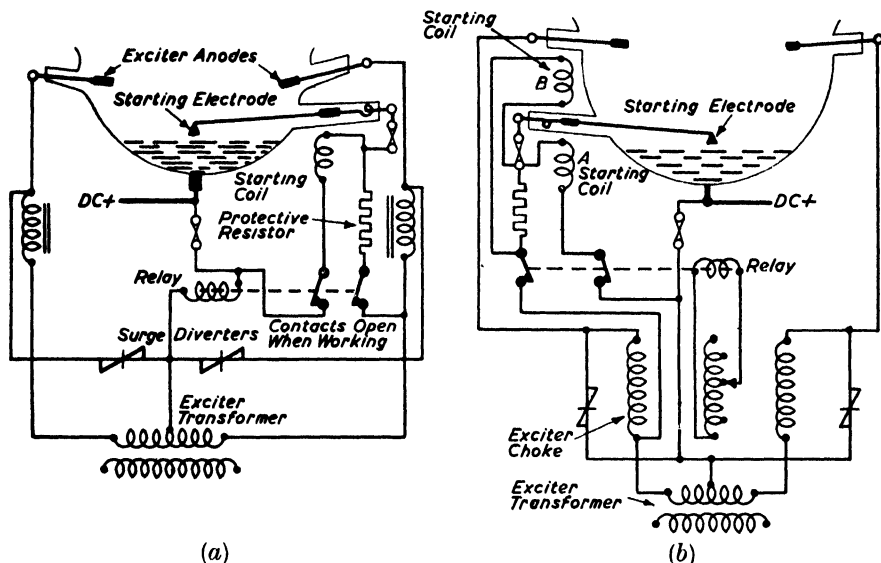 Exciter Anodes
Starting Electrode
DC+
Starting
Coil
Protective
Resistor
Relay
Surge Diverters
Contacts Open
When Working
Exciter
Transformer
(a)
Starting
Coil
B
Starting Electrode
A
Starting
Coil
DC+
Relay
Exciter
Choke
Exciter
Transformer
(b)